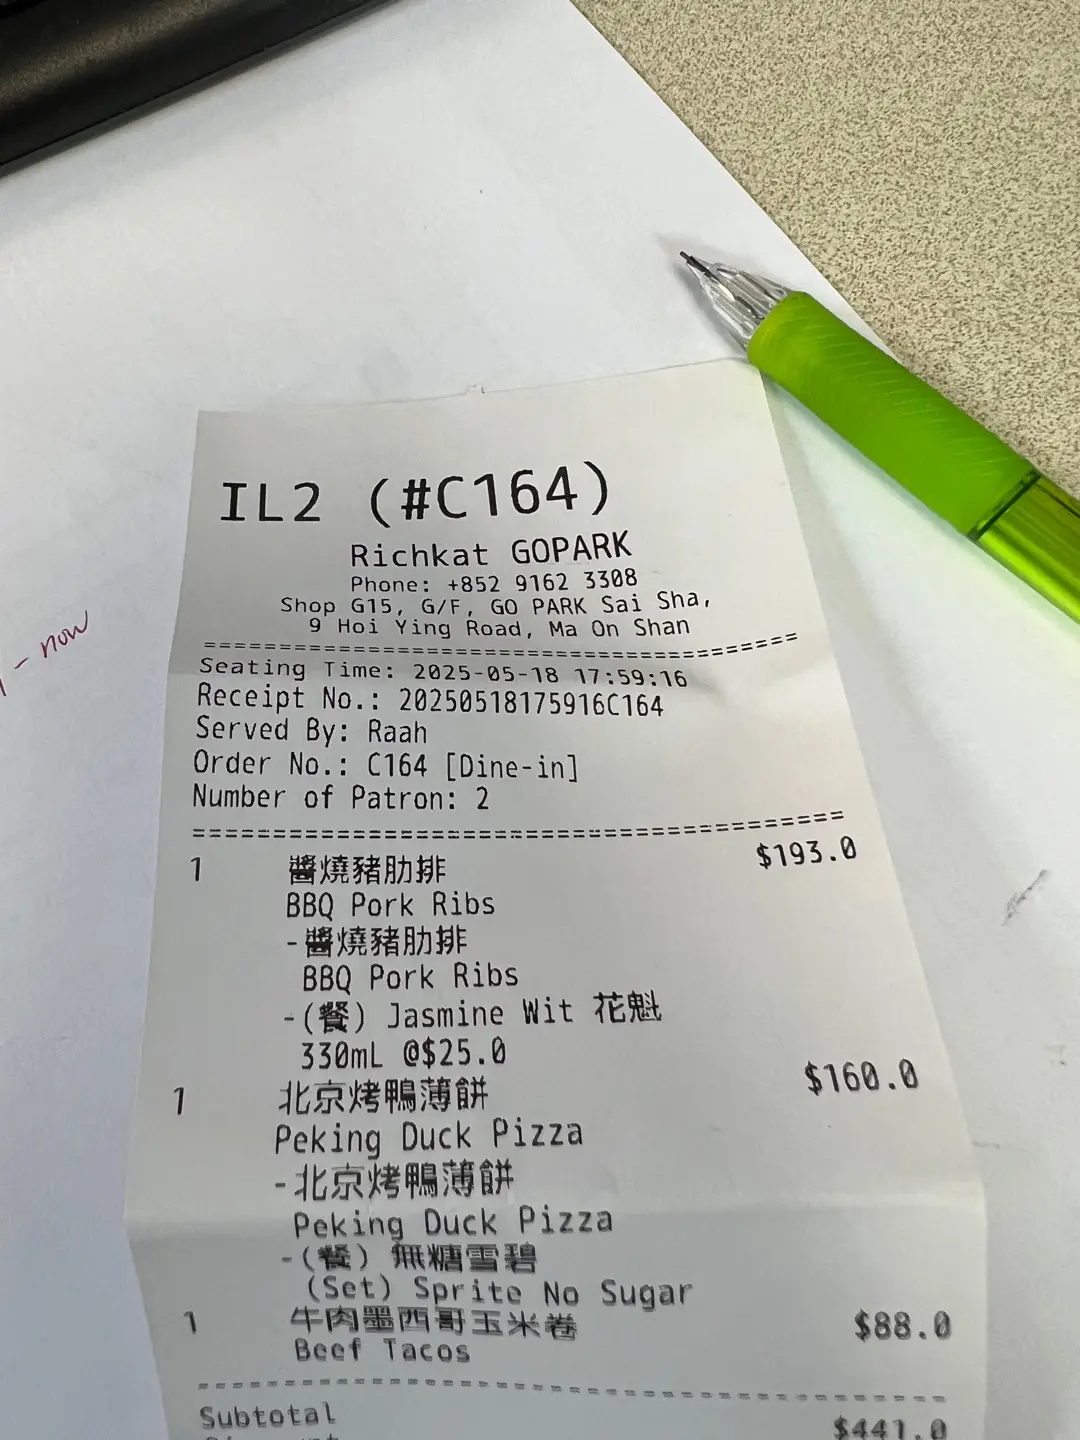 - now
IL2 (#C164)
Richkat GOPARK
Phone: +852 9162 3308
Shop G15, G/F, GO PARK Sai Sha,
9 Hoi Ying Road, Ma On Shan
========================================
Seating Time: 2025-05-18 17:59:16
Receipt No.: 20250518175916C164
Served By: Raah
Order No.: C164 [Dine-in]
Number of Patron: 2
========================================
1 醬燒豬肋排 $193.0
BBQ Pork Ribs
-醬燒豬肋排
BBQ Pork Ribs
-(餐) Jasmine Wit 花魁
330mL @$25.0
1 北京烤鴨薄餅 $160.0
Peking Duck Pizza
-北京烤鴨薄餅
Peking Duck Pizza
-(餐) 無糖雪碧
(Set) Sprite No Sugar
1 牛肉墨西哥玉米卷 $88.0
Beef Tacos
----------------------------------------
Subtotal $441.0